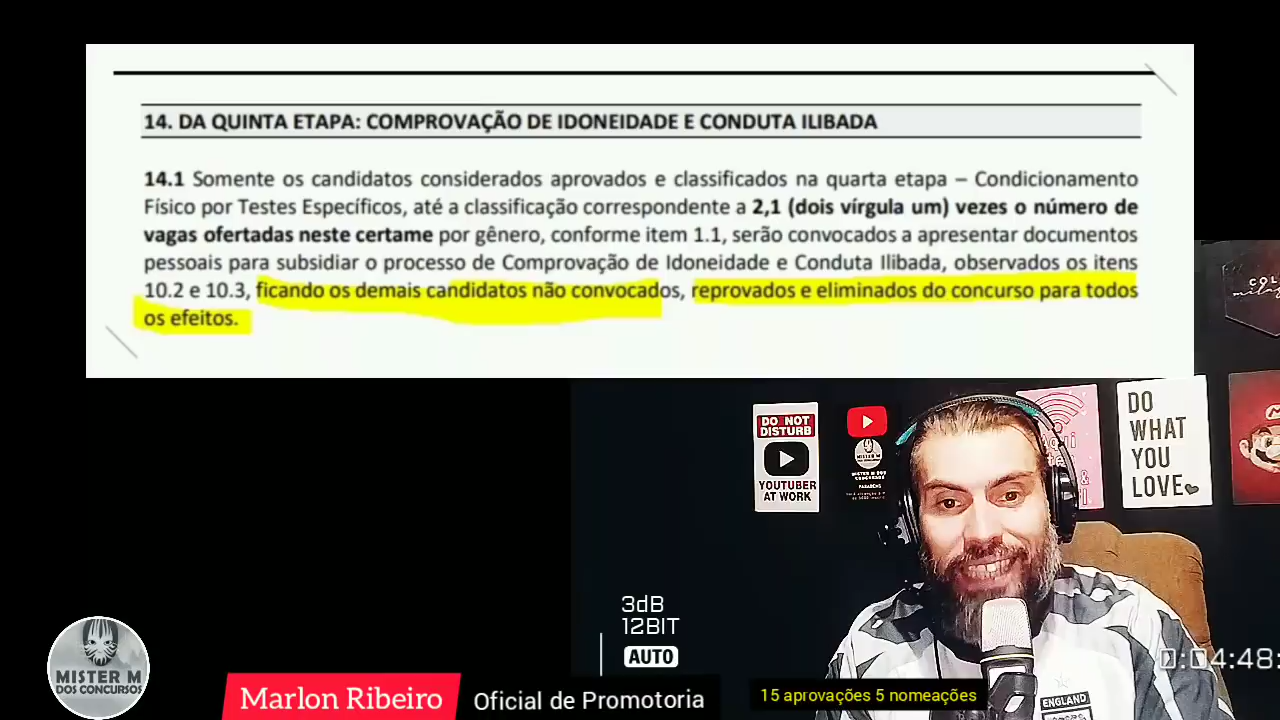 14. DA QUINTA ETAPA: COMPROVAÇÃO DE IDONEIDADE E CONDUTA ILIBADA
14.1 Somente os candidatos considerados aprovados e classificados na quarta etapa – Condicionamento
Físico por Testes Específicos, até a classificação correspondente a 2,1 (dois vírgula um) vezes o número de
vagas ofertadas neste certame por gênero, conforme item 1.1, serão convocados a apresentar documentos
pessoais para subsidiar o processo de Comprovação de Idoneidade e Conduta Ilibada, observados os itens
10.2 e 10.3, ficando os demais candidatos não convocados, reprovados e eliminados do concurso para todos
os efeitos.
DO NOT
DISTURB
YOUTUBER
AT WORK
MISTER M
DOS CONCURSOS
PARABÉNS
DO
WHAT
YOU
LOVE
3dB
12BIT
AUTO
0:04:48:
MISTER M
DOS CONCURSOS
Marlon Ribeiro
Oficial de Promotoria
15 aprovações 5 nomeações
ENGLAND